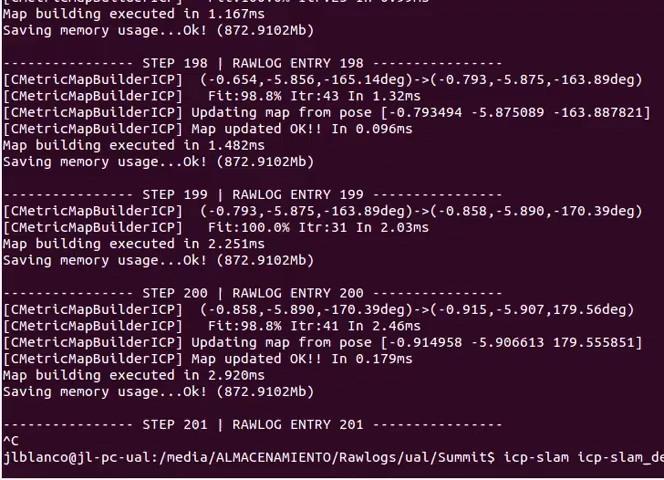 Map building executed in 1.167ms
Saving memory usage...Ok! (872.9102Mb)
---------------- STEP 198 | RAWLOG ENTRY 198 ----------------
[CMetricMapBuilderICP]  (-0.654,-5.856,-165.14deg)->(-0.793,-5.875,-163.89deg)
[CMetricMapBuilderICP]   Fit:98.8% Itr:43 In 1.32ms
[CMetricMapBuilderICP] Updating map from pose [-0.793494 -5.875089 -163.887821]
[CMetricMapBuilderICP] Map updated OK!! In 0.096ms
Map building executed in 1.482ms
Saving memory usage...Ok! (872.9102Mb)
---------------- STEP 199 | RAWLOG ENTRY 199 ----------------
[CMetricMapBuilderICP]  (-0.793,-5.875,-163.89deg)->(-0.858,-5.890,-170.39deg)
[CMetricMapBuilderICP]   Fit:100.0% Itr:31 In 2.03ms
Map building executed in 2.251ms
Saving memory usage...Ok! (872.9102Mb)
---------------- STEP 200 | RAWLOG ENTRY 200 ----------------
[CMetricMapBuilderICP]  (-0.858,-5.890,-170.39deg)->(-0.915,-5.907,179.56deg)
[CMetricMapBuilderICP]   Fit:98.8% Itr:41 In 2.46ms
[CMetricMapBuilderICP] Updating map from pose [-0.914958 -5.906613 179.555851]
[CMetricMapBuilderICP] Map updated OK!! In 0.179ms
Map building executed in 2.920ms
Saving memory usage...Ok! (872.9102Mb)
---------------- STEP 201 | RAWLOG ENTRY 201 ----------------
^C
jlblanco@jl-pc-ual:/media/ALMACENAMIENTO/Rawlogs/ual/Summit$ icp-slam icp-slam_de